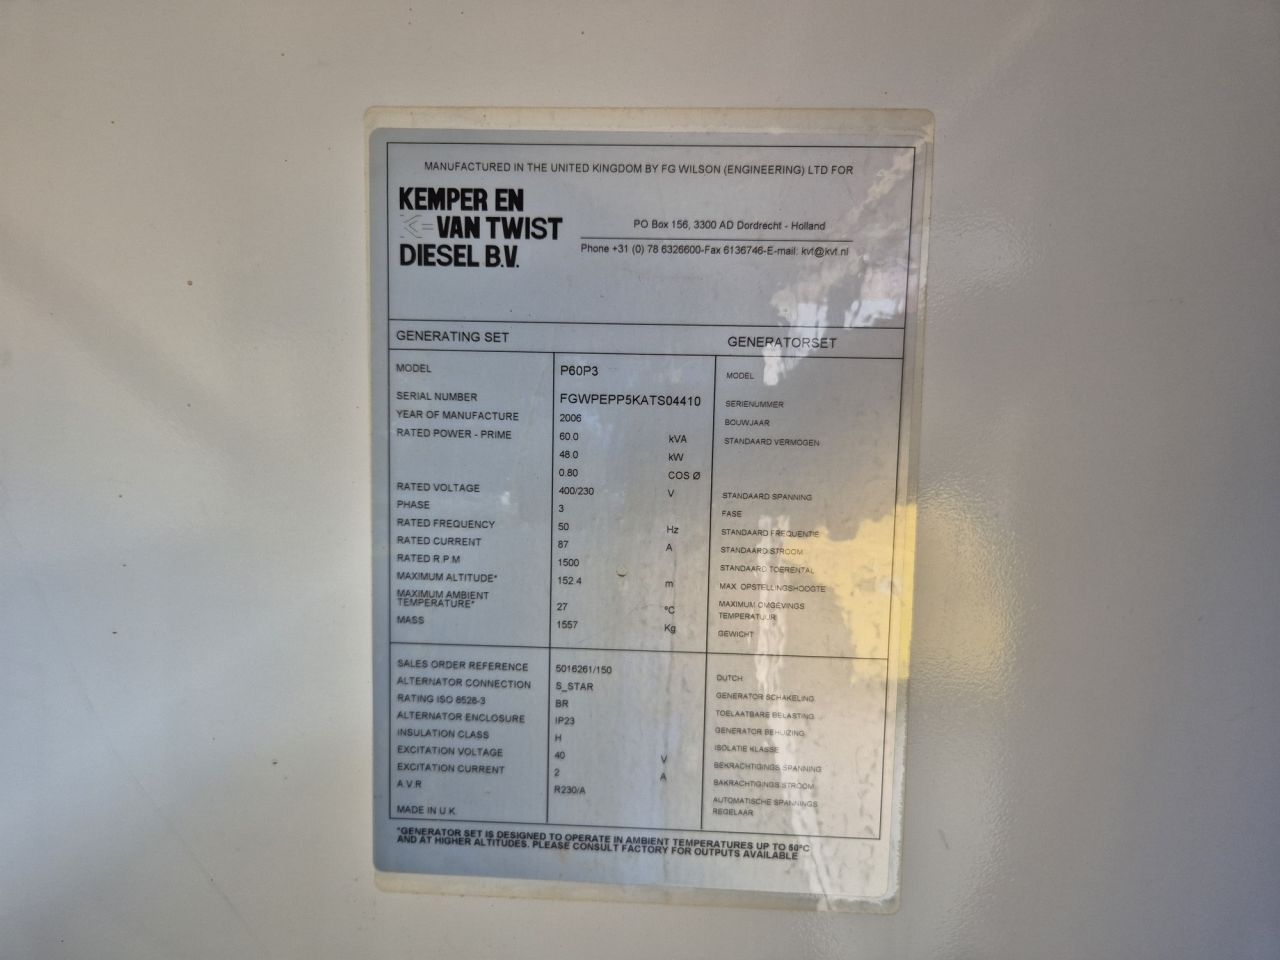 MANUFACTURED IN THE UNITED KINGDOM BY FG WILSON (ENGINEERING) LTD FOR
KEMPER EN
VAN TWIST
DIESEL B.V.
PO Box 156, 3300 AD Dordrecht - Holland
Phone +31 (0) 78 6326600-Fax 6136746-E-mail: kvt@kvt.nl
GENERATING SET GENERATORSET
MODEL P60P3 MODEL
SERIAL NUMBER FGWPEPP5KATS04410 SERIENUMMER
YEAR OF MANUFACTURE 2006 BOUWJAAR
RATED POWER - PRIME 60.0 kVA STANDAARD VERMOGEN
48.0 kW
0.80 COS Ø
RATED VOLTAGE 400/230 V STANDAARD SPANNING
PHASE 3 FASE
RATED FREQUENCY 50 Hz STANDAARD FREQUENTIE
RATED CURRENT 87 A STANDAARD STROOM
RATED R.P.M 1500 STANDAARD TOERENTAL
MAXIMUM ALTITUDE* 152.4 m MAX. OPSTELLINGSHOOGTE
MAXIMUM AMBIENT
TEMPERATURE* 27 °C MAXIMUM OMGEVINGS
TEMPERATUUR
MASS 1557 Kg GEWICHT
SALES ORDER REFERENCE 5016261/150 DUTCH
ALTERNATOR CONNECTION S_STAR GENERATOR SCHAKELING
RATING ISO 8528-3 BR TOELAATBARE BELASTING
ALTERNATOR ENCLOSURE IP23 GENERATOR BEHUIZING
INSULATION CLASS H ISOLATIE KLASSE
EXCITATION VOLTAGE 40 V BEKRACHTIGINGS SPANNING
EXCITATION CURRENT 2 A BAKRACHTIGINGS STROOM
A.V.R R230/A AUTOMATISCHE SPANNINGS
REGELAAR
MADE IN U.K.
*GENERATOR SET IS DESIGNED TO OPERATE IN AMBIENT TEMPERATURES UP TO 50°C
AND AT HIGHER ALTITUDES. PLEASE CONSULT FACTORY FOR OUTPUTS AVAILABLE